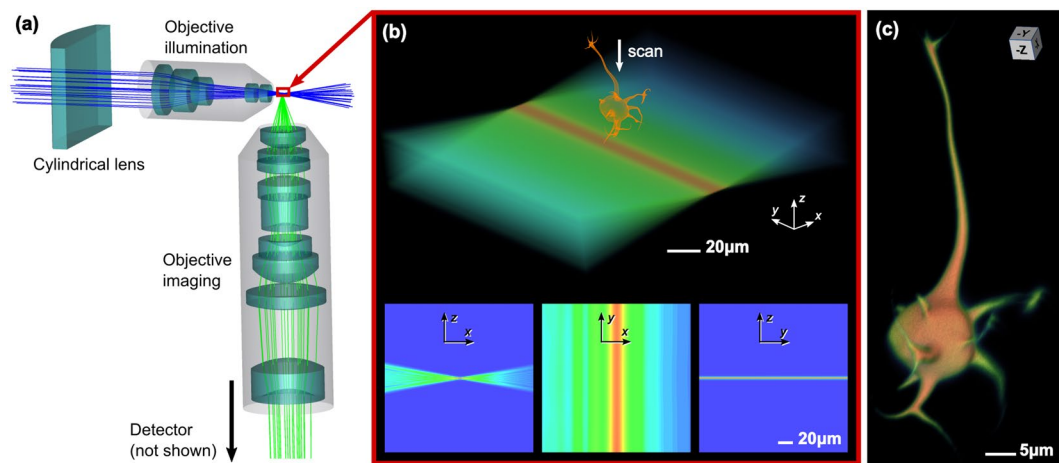 (a)
Objective
illumination
Cylindrical lens
Objective
imaging
Detector
(not shown)
(b)
scan
z
y
x
20µm
z
x
y
x
z
y
20µm
(c)
-Y
-Z
5µm